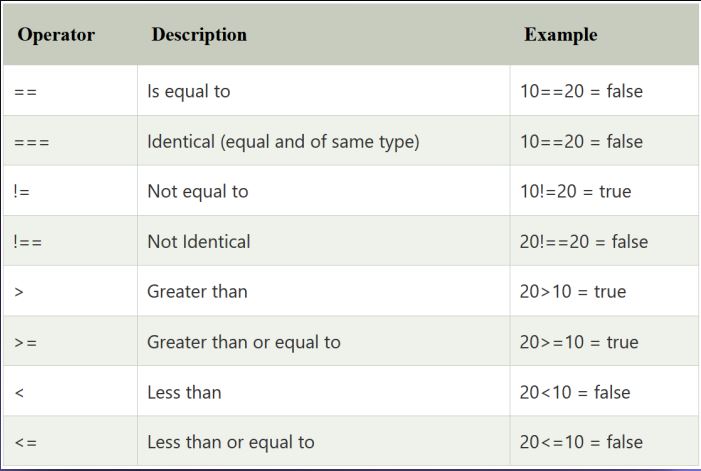 Operator Description Example
== Is equal to 10==20 = false
=== Identical (equal and of same type) 10==20 = false
!= Not equal to 10!=20 = true
!== Not Identical 20!==20 = false
> Greater than 20>10 = true
>= Greater than or equal to 20>=10 = true
< Less than 20<10 = false
<= Less than or equal to 20<=10 = false